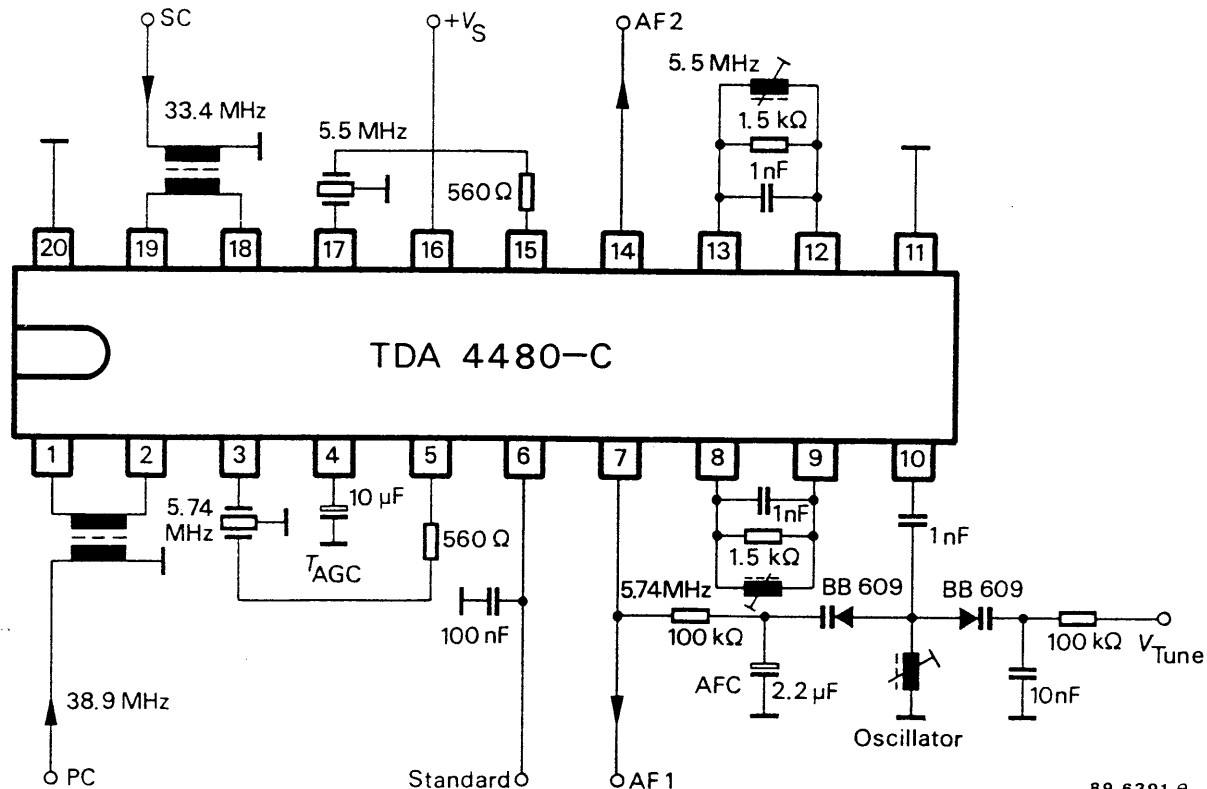 SC
+VS
AF2
5.5 MHz
33.4 MHz
5.5 MHz
1.5 kΩ
1 nF
560 Ω
20
19
18
17
16
15
14
13
12
11
TDA 4480-C
1
2
3
4
5
6
7
8
9
10
5.74
MHz
10 µF
TAGC
560 Ω
1nF
1.5 kΩ
1 nF
5.74MHz
BB 609
BB 609
100 nF
100 kΩ
100 kΩ
VTune
AFC
2.2 µF
10nF
38.9 MHz
Oscillator
PC
Standard
AF1